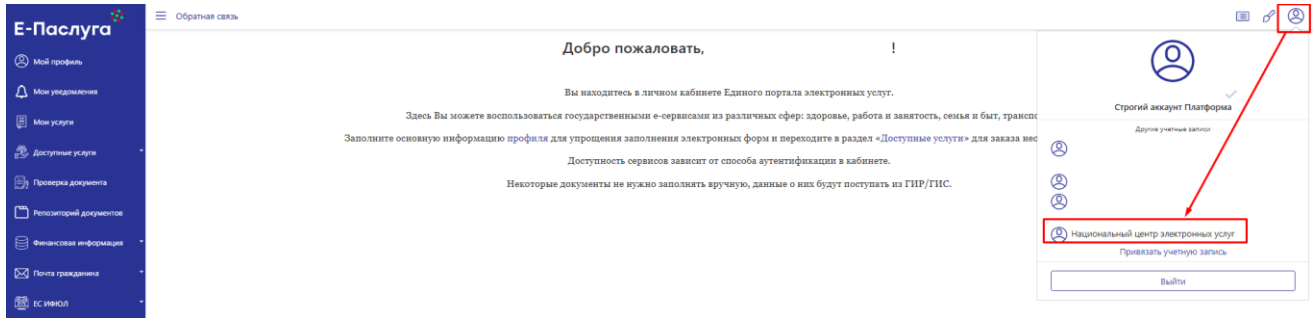 Е-Паслуга
Мой профиль
Мои уведомления
Мои услуги
Доступные услуги
Проверка документа
Репозиторий документов
Финансовая информация
Почта гражданина
ЕС ИФЮЛ
Обратная связь
Добро пожаловать, !
Вы находитесь в личном кабинете Единого портала электронных услуг.
Здесь Вы можете воспользоваться государственными е-сервисами из различных сфер: здоровье, работа и занятость, семья и быт, транспо
Заполните основную информацию профиля для упрощения заполнения электронных форм и переходите в раздел «Доступные услуги» для заказа нео
Доступность сервисов зависит от способа аутентификации в кабинете.
Некоторые документы не нужно заполнять вручную, данные о них будут поступать из ГИР/ГИС.
Строгий аккаунт Платформа
Другие учетные записи
Национальный центр электронных услуг
Привязать учетную запись
Выйти